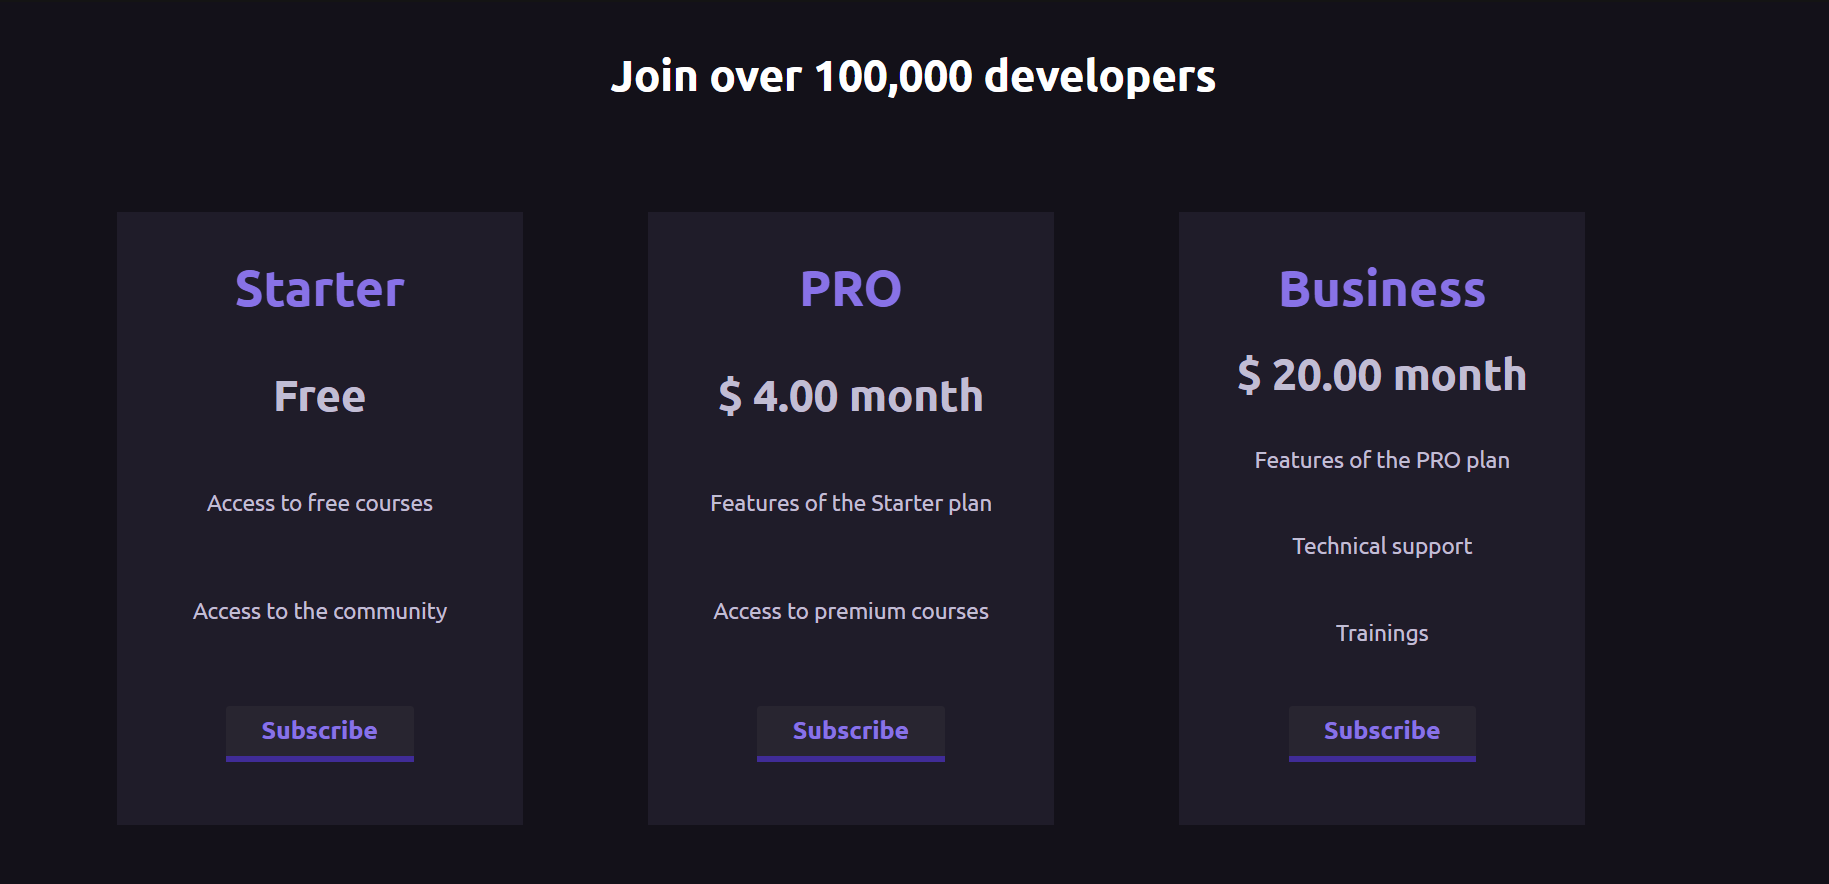 Join over 100,000 developers
Starter
Free
Access to free courses
Access to the community
Subscribe
PRO
$ 4.00 month
Features of the Starter plan
Access to premium courses
Subscribe
Business
$ 20.00 month
Features of the PRO plan
Technical support
Trainings
Subscribe